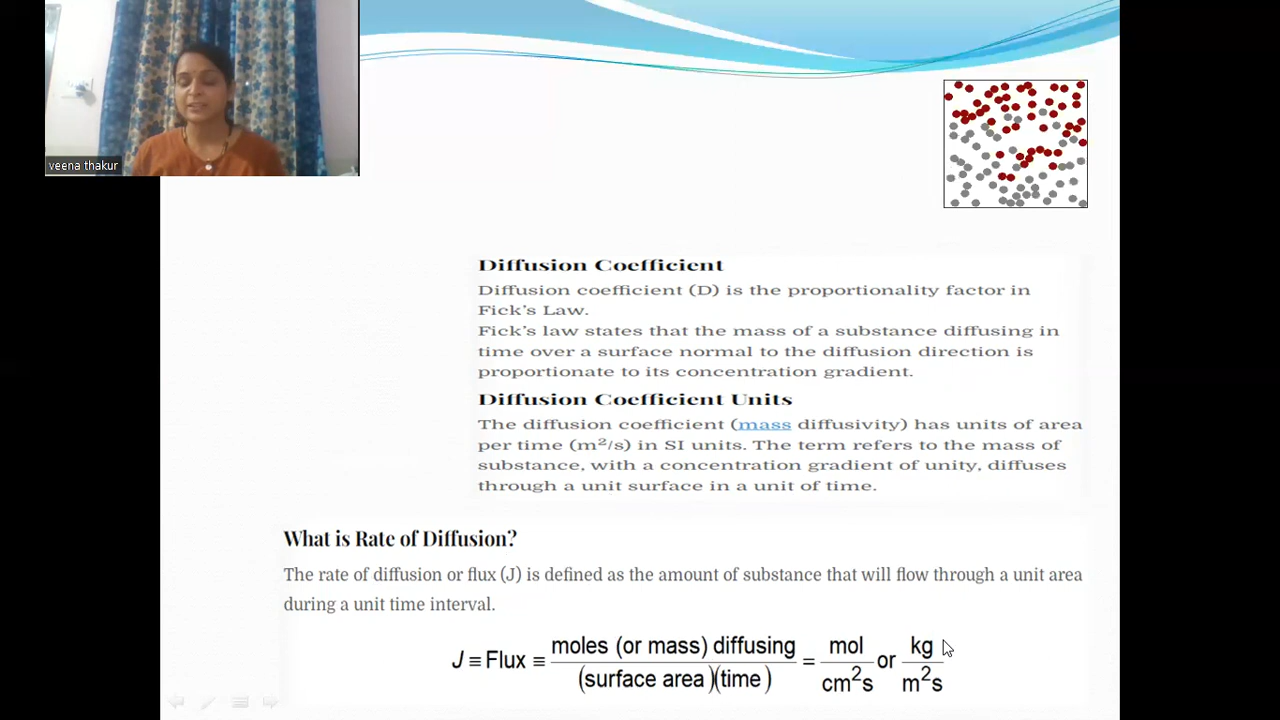 veena thakur
Diffusion Coefficient
Diffusion coefficient (D) is the proportionality factor in
Fick's Law.
Fick's law states that the mass of a substance diffusing in
time over a surface normal to the diffusion direction is
proportionate to its concentration gradient.
Diffusion Coefficient Units
The diffusion coefficient (mass diffusivity) has units of area
per time (m²/s) in SI units. The term refers to the mass of
substance, with a concentration gradient of unity, diffuses
through a unit surface in a unit of time.
What is Rate of Diffusion?
The rate of diffusion or flux (J) is defined as the amount of substance that will flow through a unit area
during a unit time interval.
J ≡ Flux ≡ moles (or mass) diffusing / (surface area)(time) = mol / cm²s or kg / m²s